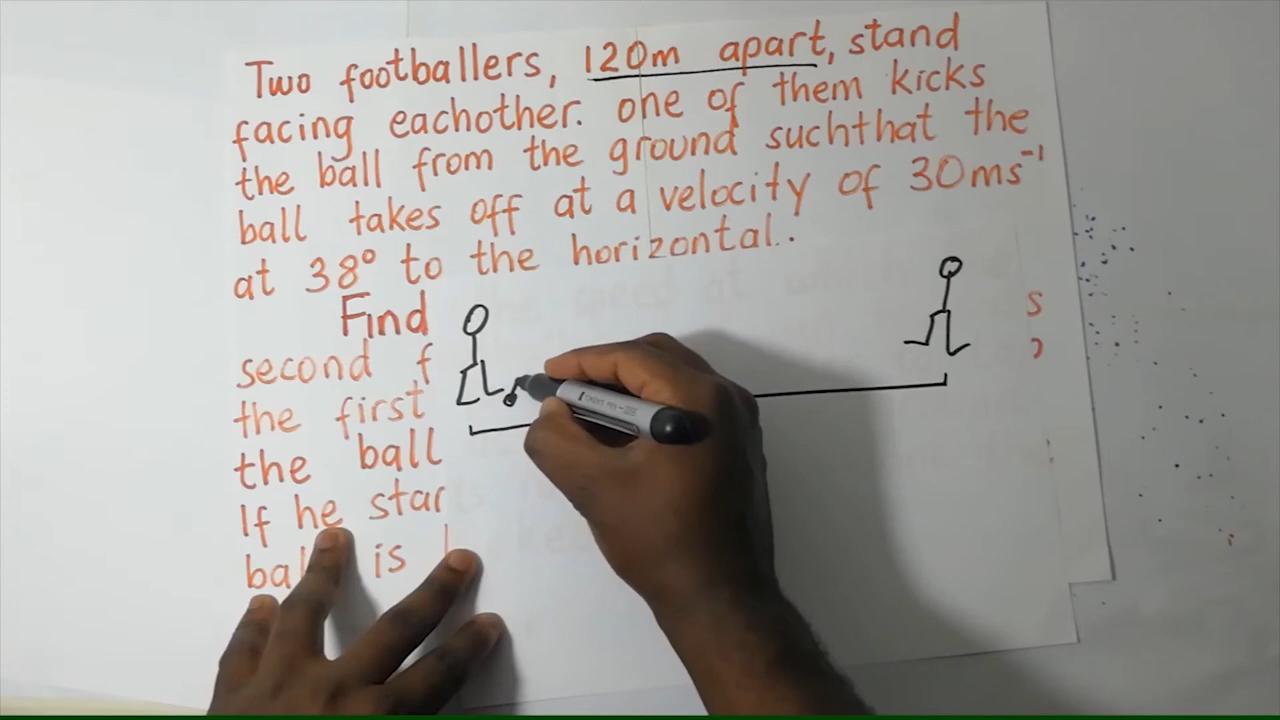 Two footballers, 120m apart, stand
facing eachother. one of them kicks
the ball from the ground suchthat the
ball takes off at a velocity of 30ms⁻¹
at 38° to the horizontal..
Find s
second f
the first
the ball
If he star
is